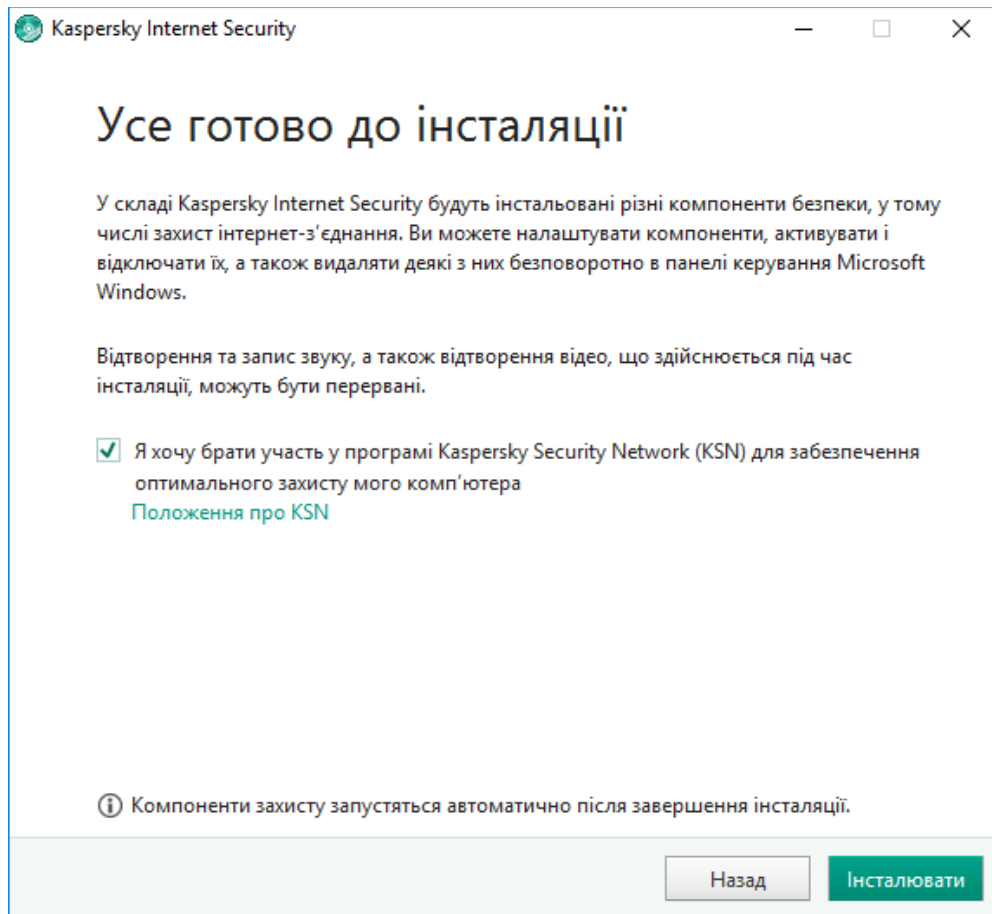 Kaspersky Internet Security
Усе готово до інсталяції
У складі Kaspersky Internet Security будуть інстальовані різні компоненти безпеки, у тому
числі захист інтернет-з’єднання. Ви можете налаштувати компоненти, активувати і
відключати їх, а також видаляти деякі з них безповоротно в панелі керування Microsoft
Windows.
Відтворення та запис звуку, а також відтворення відео, що здійснюється під час
інсталяції, можуть бути перервані.
Я хочу брати участь у програмі Kaspersky Security Network (KSN) для забезпечення
оптимального захисту мого комп’ютера
Положення про KSN
Компоненти захисту запустяться автоматично після завершення інсталяції.
Назад
Інсталювати